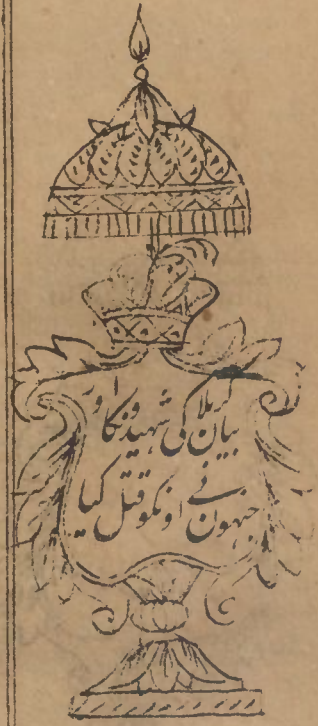 بیان کربلا کی شہیدونکا اور
جنہون نے اونکو قتل کیا